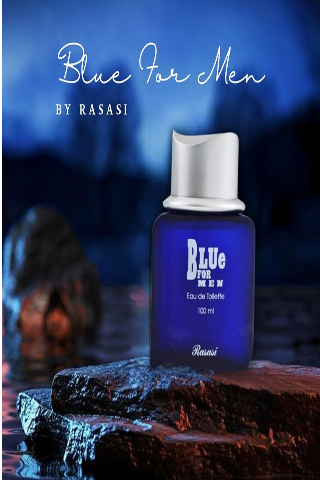 Blue For Men
BY RASASI
BLUe
FOR
MEN
Eau de Toilette
100 ml
Rasasi